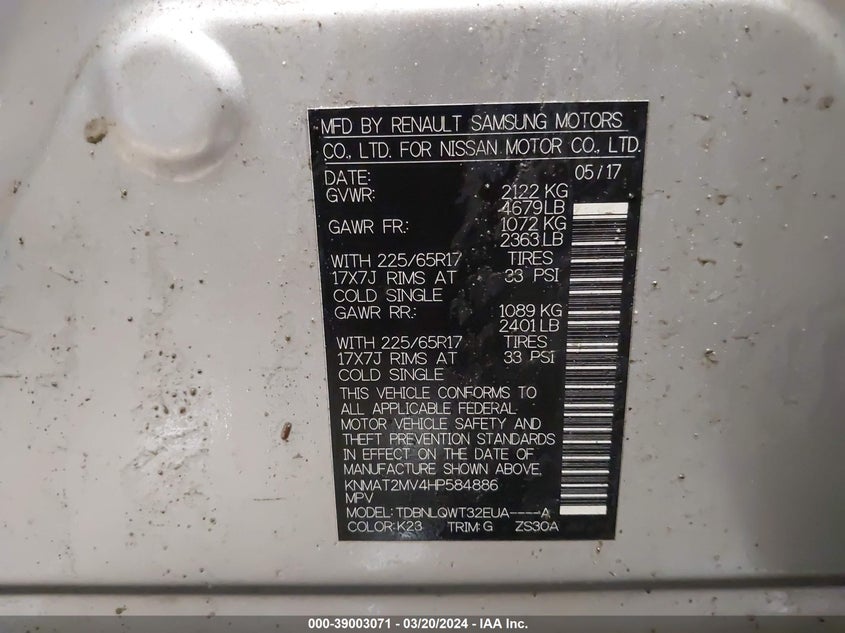 MFD BY RENAULT SAMSUNG MOTORS
CO., LTD. FOR NISSAN MOTOR CO., LTD.
DATE: 05/17
GVWR: 2122 KG
4679LB
GAWR FR: 1072 KG
2363LB
WITH 225/65R17 TIRES
17X7J RIMS AT 33 PSI
COLD SINGLE
GAWR RR: 1089 KG
2401LB
WITH 225/65R17 TIRES
17X7J RIMS AT 33 PSI
COLD SINGLE
THIS VEHICLE CONFORMS TO
ALL APPLICABLE FEDERAL
MOTOR VEHICLE SAFETY AND
THEFT PREVENTION STANDARDS
IN EFFECT ON THE DATE OF
MANUFACTURE SHOWN ABOVE.
KNMAT2MV4HP584886
MPV
MODEL: TDBNLQWT32EUA----A
COLOR: K23 TRIM: G ZS30A
000-39003071 - 03/20/2024 - IAA Inc.